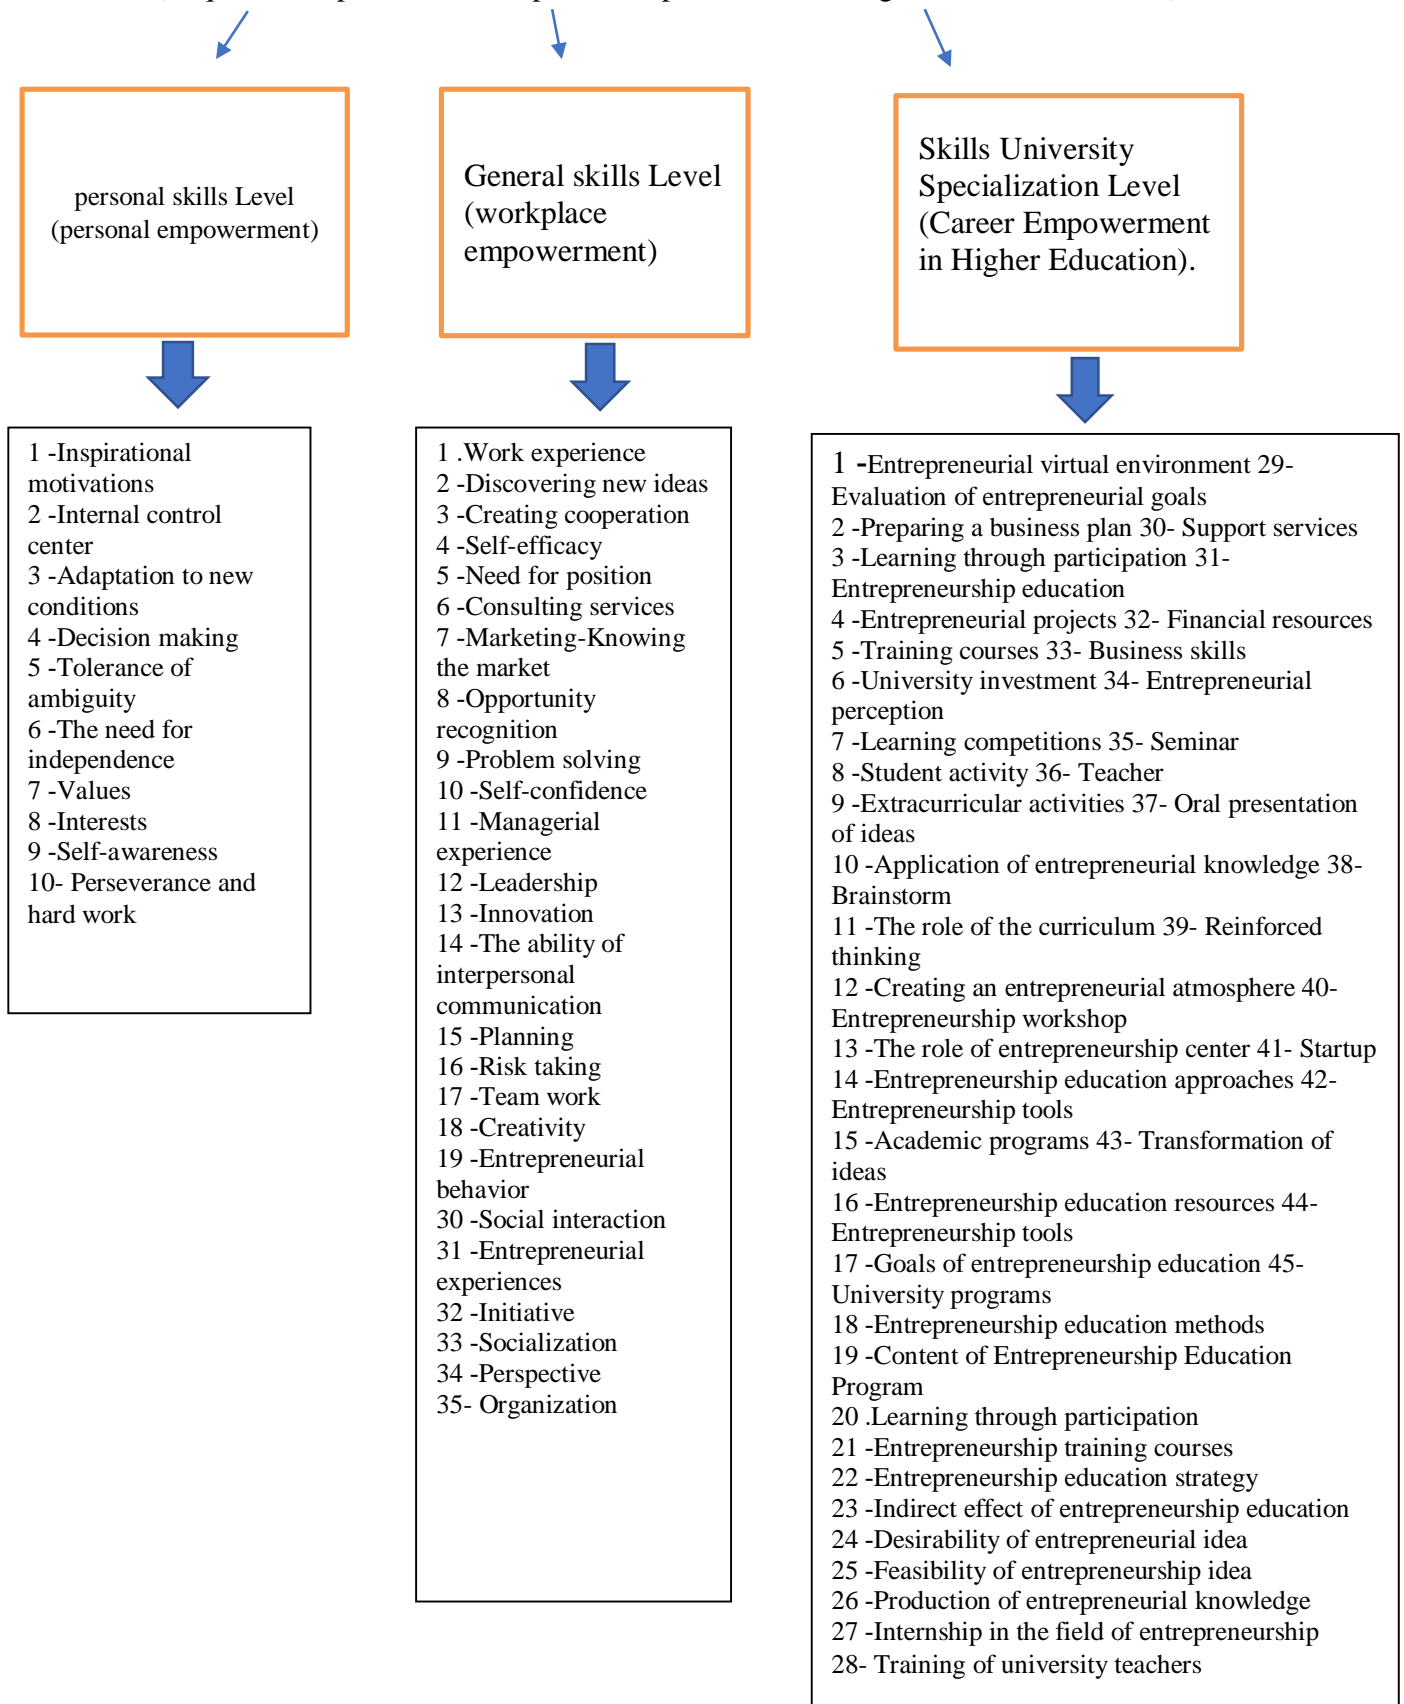 personal skills Level
(personal empowerment)
General skills Level
(workplace
empowerment)
Skills University
Specialization Level
(Career Empowerment
in Higher Education).
1 -Inspirational
motivations
2 -Internal control
center
3 -Adaptation to new
conditions
4 -Decision making
5 -Tolerance of
ambiguity
6 -The need for
independence
7 -Values
8 -Interests
9 -Self-awareness
10- Perseverance and
hard work
1 .Work experience
2 -Discovering new ideas
3 -Creating cooperation
4 -Self-efficacy
5 -Need for position
6 -Consulting services
7 -Marketing-Knowing
the market
8 -Opportunity
recognition
9 -Problem solving
10 -Self-confidence
11 -Managerial
experience
12 -Leadership
13 -Innovation
14 -The ability of
interpersonal
communication
15 -Planning
16 -Risk taking
17 -Team work
18 -Creativity
19 -Entrepreneurial
behavior
30 -Social interaction
31 -Entrepreneurial
experiences
32 -Initiative
33 -Socialization
34 -Perspective
35- Organization
1 -Entrepreneurial virtual environment 29-
Evaluation of entrepreneurial goals
2 -Preparing a business plan 30- Support services
3 -Learning through participation 31-
Entrepreneurship education
4 -Entrepreneurial projects 32- Financial resources
5 -Training courses 33- Business skills
6 -University investment 34- Entrepreneurial
perception
7 -Learning competitions 35- Seminar
8 -Student activity 36- Teacher
9 -Extracurricular activities 37- Oral presentation
of ideas
10 -Application of entrepreneurial knowledge 38-
Brainstorm
11 -The role of the curriculum 39- Reinforced
thinking
12 -Creating an entrepreneurial atmosphere 40-
Entrepreneurship workshop
13 -The role of entrepreneurship center 41- Startup
14 -Entrepreneurship education approaches 42-
Entrepreneurship tools
15 -Academic programs 43- Transformation of
ideas
16 -Entrepreneurship education resources 44-
Entrepreneurship tools
17 -Goals of entrepreneurship education 45-
University programs
18 -Entrepreneurship education methods
19 -Content of Entrepreneurship Education
Program
20 .Learning through participation
21 -Entrepreneurship training courses
22 -Entrepreneurship education strategy
23 -Indirect effect of entrepreneurship education
24 -Desirability of entrepreneurial idea
25 -Feasibility of entrepreneurship idea
26 -Production of entrepreneurial knowledge
27 -Internship in the field of entrepreneurship
28- Training of university teachers